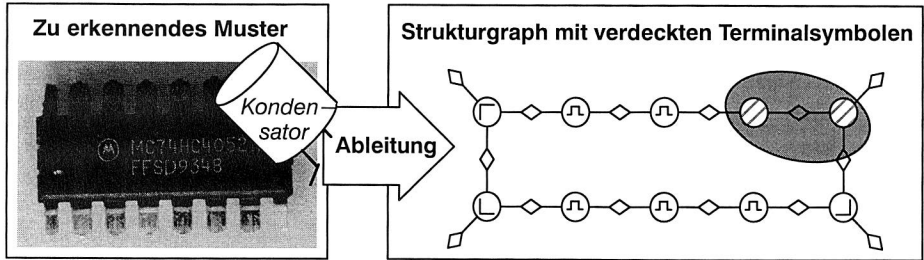 Zu erkennendes Muster
Konden
sator
MC74HC4052
FFSD9348
Ableitung
Strukturgraph mit verdeckten Terminalsymbolen